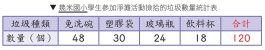 ▼ 幾米國小學生參加淨灘活動撿拾的垃圾數量統計表
垃圾種類 免洗碗 塑膠袋 玻璃瓶 飲料杯 合計
數量（個） 48 30 24 18 120